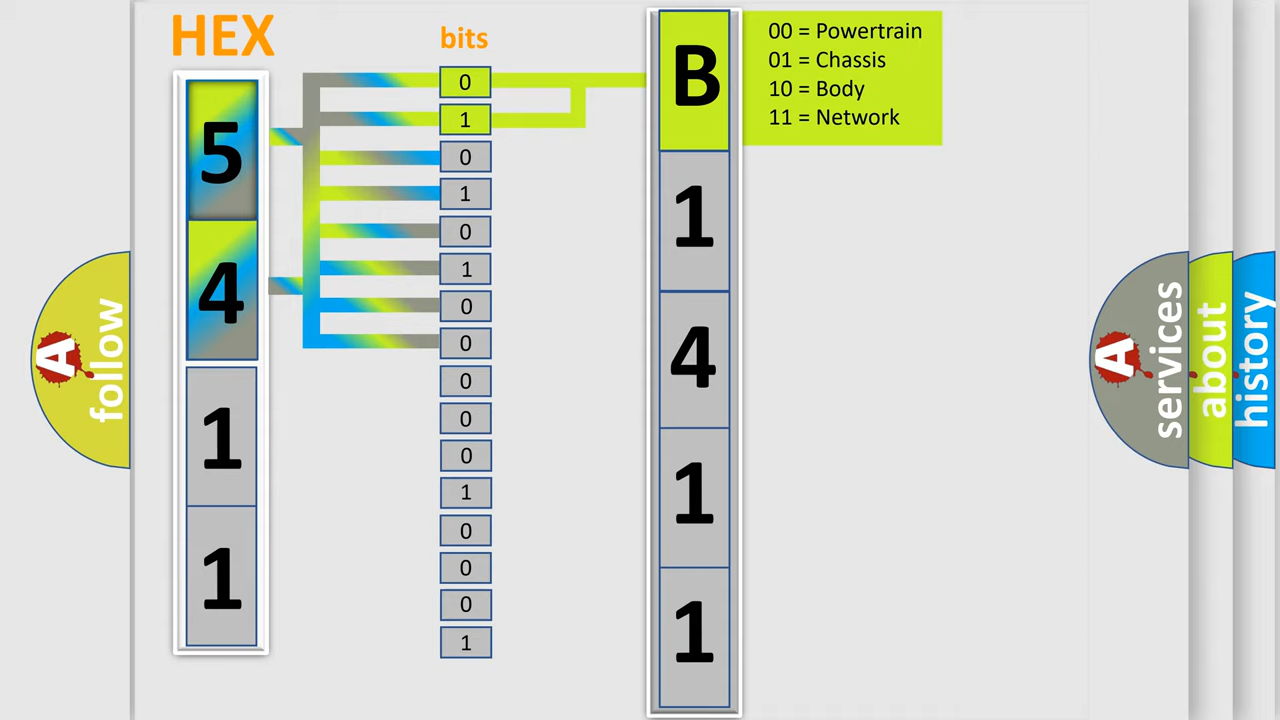 HEX
bits
5
4
1
1
0
1
0
1
0
1
0
0
0
0
0
1
0
0
0
1
B
1
4
1
1
00 = Powertrain
01 = Chassis
10 = Body
11 = Network
A
follow
A
services
about
history